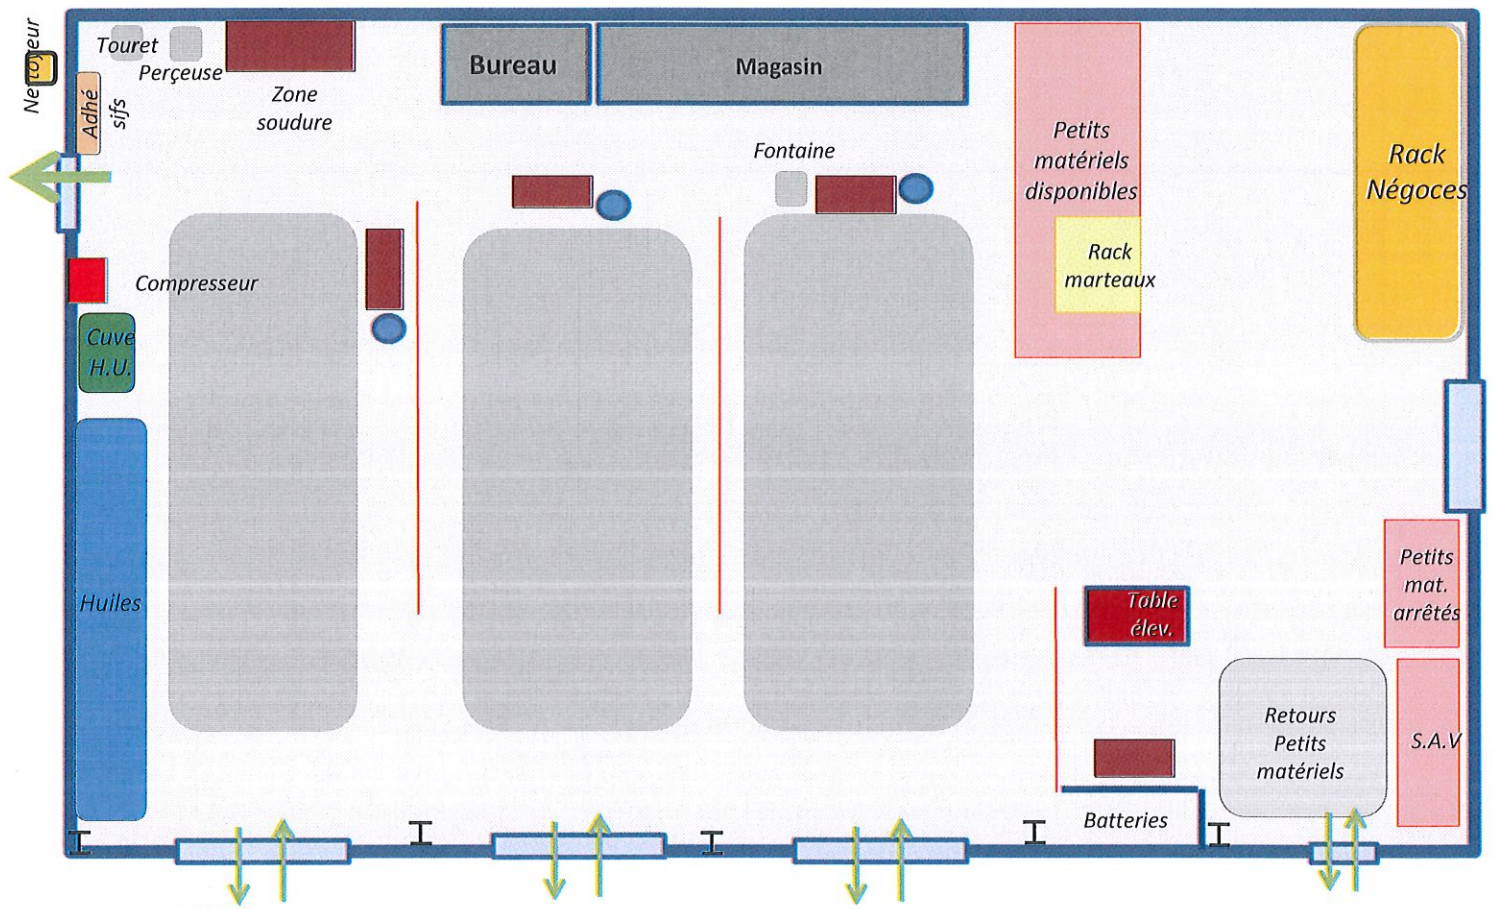 Nettoyeur
Touret
Perçeuse
Adhé
sifs
Zone
soudure
Bureau
Magasin
Fontaine
Petits
matériels
disponibles
Rack
marteaux
Rack
Négoces
Compresseur
Cuve
H.U.
Huiles
Table
élev.
Petits
mat.
arrêtés
Retours
Petits
matériels
S.A.V
Batteries